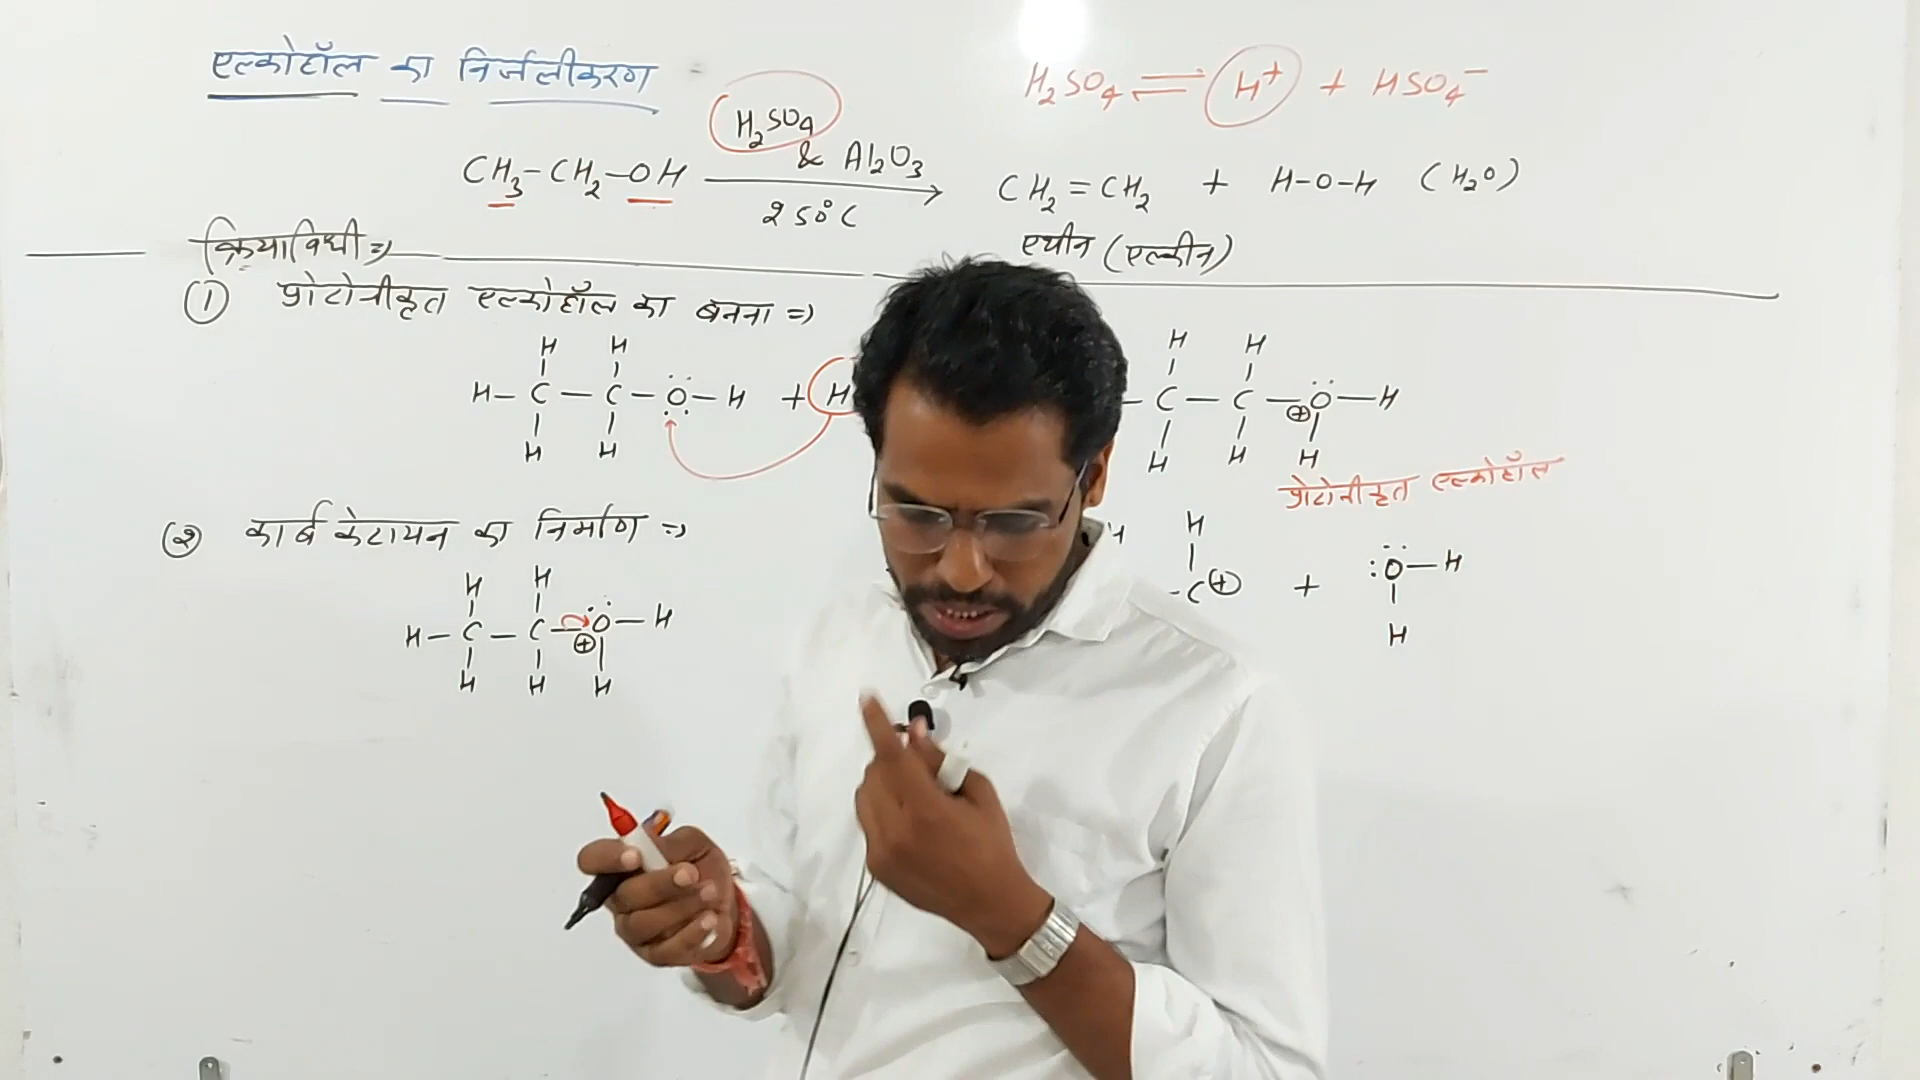 एल्कोहॉल का निर्जलीकरण -
H₂SO₄ ⇌ H⁺ + HSO₄⁻
H₂SO₄
& Al₂O₃
CH₃-CH₂-OH → CH₂=CH₂ + H-O-H (H₂O)
250°C
एथीन (एल्कीन)
क्रियाविधी ⇒
① प्रोटोनीकृत एल्कोहॉल का बनना ⇒
H H H H
H-C-C-O-H + H -C-C-⊕O-H
H H H H H
प्रोटोनीकृत एल्कोहॉल
② कार्बकेटायन का निर्माण ⇒
H H H H
H-C-C-⊕O-H -C⊕ + :O-H
H H H H